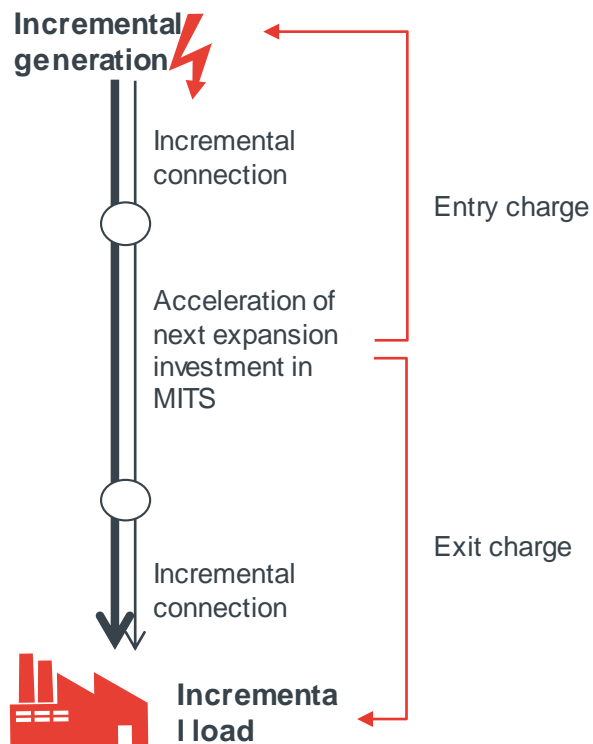 Incremental
generation
Incremental
connection
Entry charge
Acceleration of
next expansion
investment in
MITS
Exit charge
Incremental
connection
Incrementa
l load